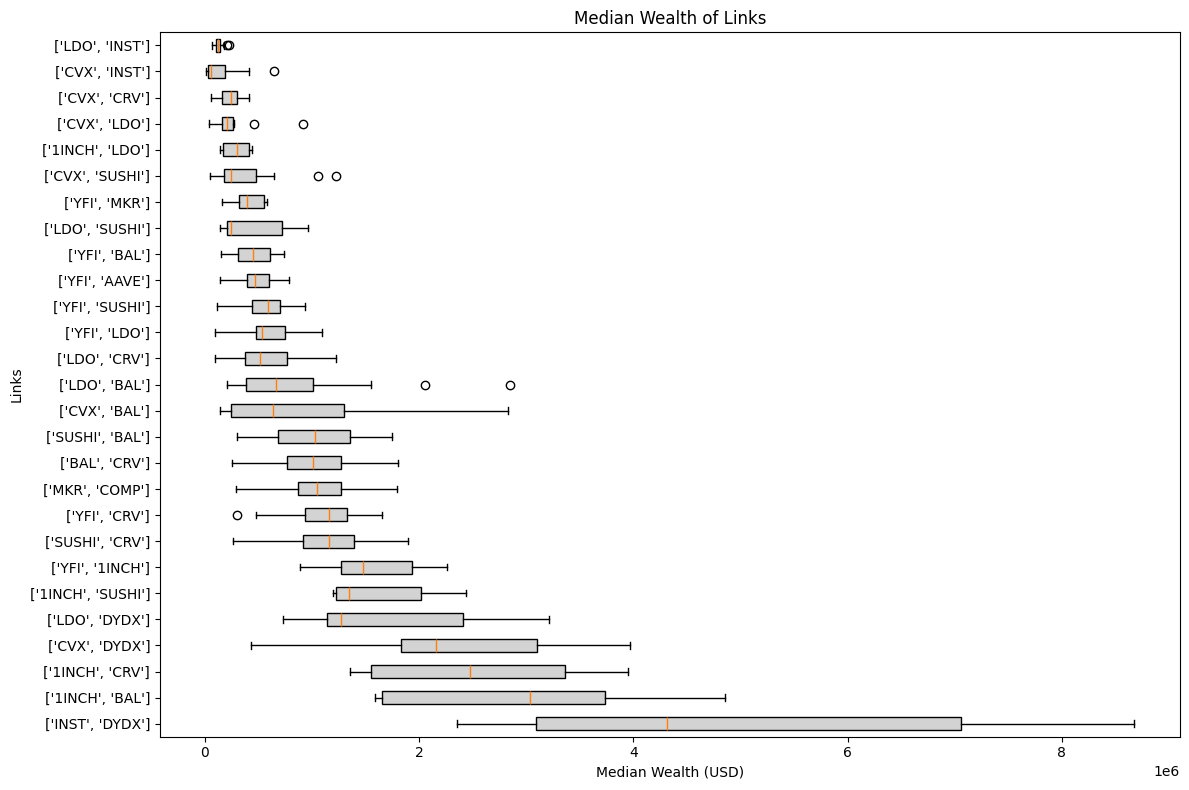 Median Wealth of Links
['LDO', 'INST']
['CVX', 'INST']
['CVX', 'CRV']
['CVX', 'LDO']
['1INCH', 'LDO']
['CVX', 'SUSHI']
['YFI', 'MKR']
['LDO', 'SUSHI']
['YFI', 'BAL']
['YFI', 'AAVE']
['YFI', 'SUSHI']
['YFI', 'LDO']
['LDO', 'CRV']
['LDO', 'BAL']
['CVX', 'BAL']
['SUSHI', 'BAL']
['BAL', 'CRV']
['MKR', 'COMP']
['YFI', 'CRV']
['SUSHI', 'CRV']
['YFI', '1INCH']
['1INCH', 'SUSHI']
['LDO', 'DYDX']
['CVX', 'DYDX']
['1INCH', 'CRV']
['1INCH', 'BAL']
['INST', 'DYDX']
Links
0 2 4 6 8
1e6
Median Wealth (USD)